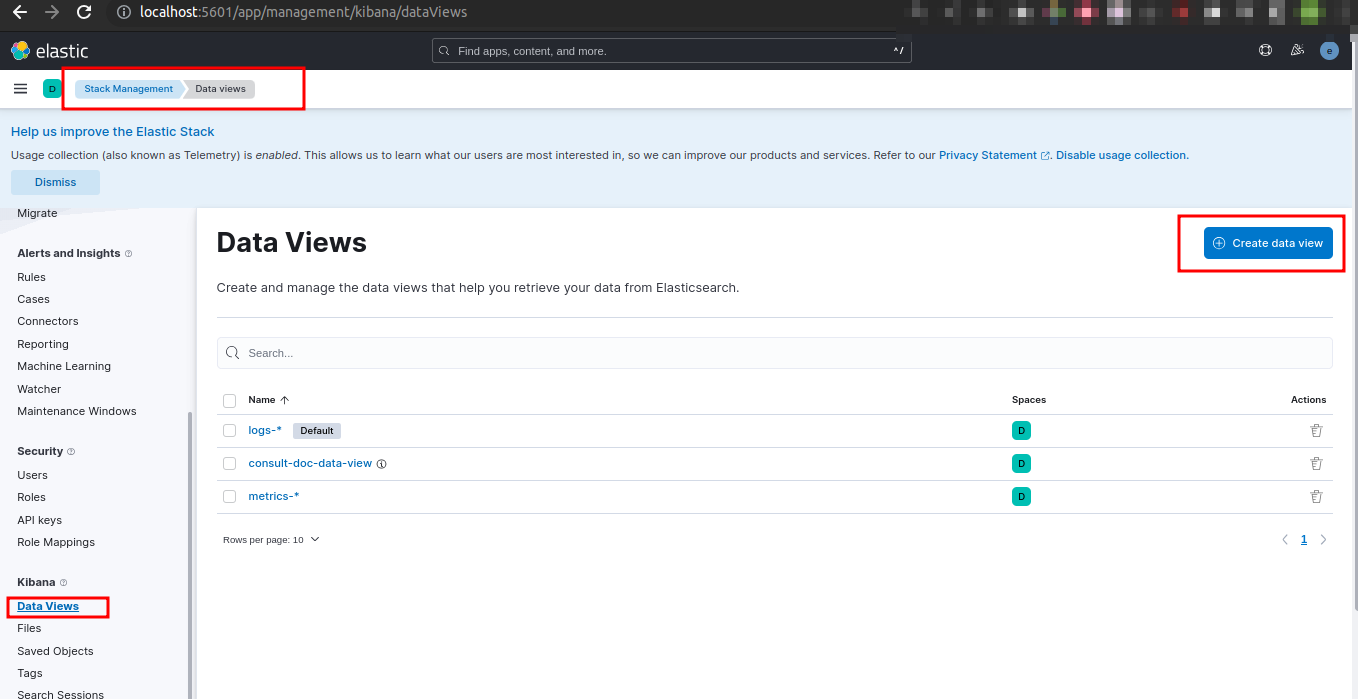 localhost:5601/app/management/kibana/dataViews
elastic
Find apps, content, and more.
^/
e
D
Stack Management
Data views
Help us improve the Elastic Stack
Usage collection (also known as Telemetry) is enabled. This allows us to learn what our users are most interested in, so we can improve our products and services. Refer to our Privacy Statement. Disable usage collection.
Dismiss
Migrate
Alerts and Insights
Rules
Cases
Connectors
Reporting
Machine Learning
Watcher
Maintenance Windows
Security
Users
Roles
API keys
Role Mappings
Kibana
Data Views
Files
Saved Objects
Tags
Search Sessions
Data Views
Create data view
Create and manage the data views that help you retrieve your data from Elasticsearch.
Search...
Name Spaces Actions
logs-* Default D
consult-doc-data-view D
metrics-* D
Rows per page: 10
1